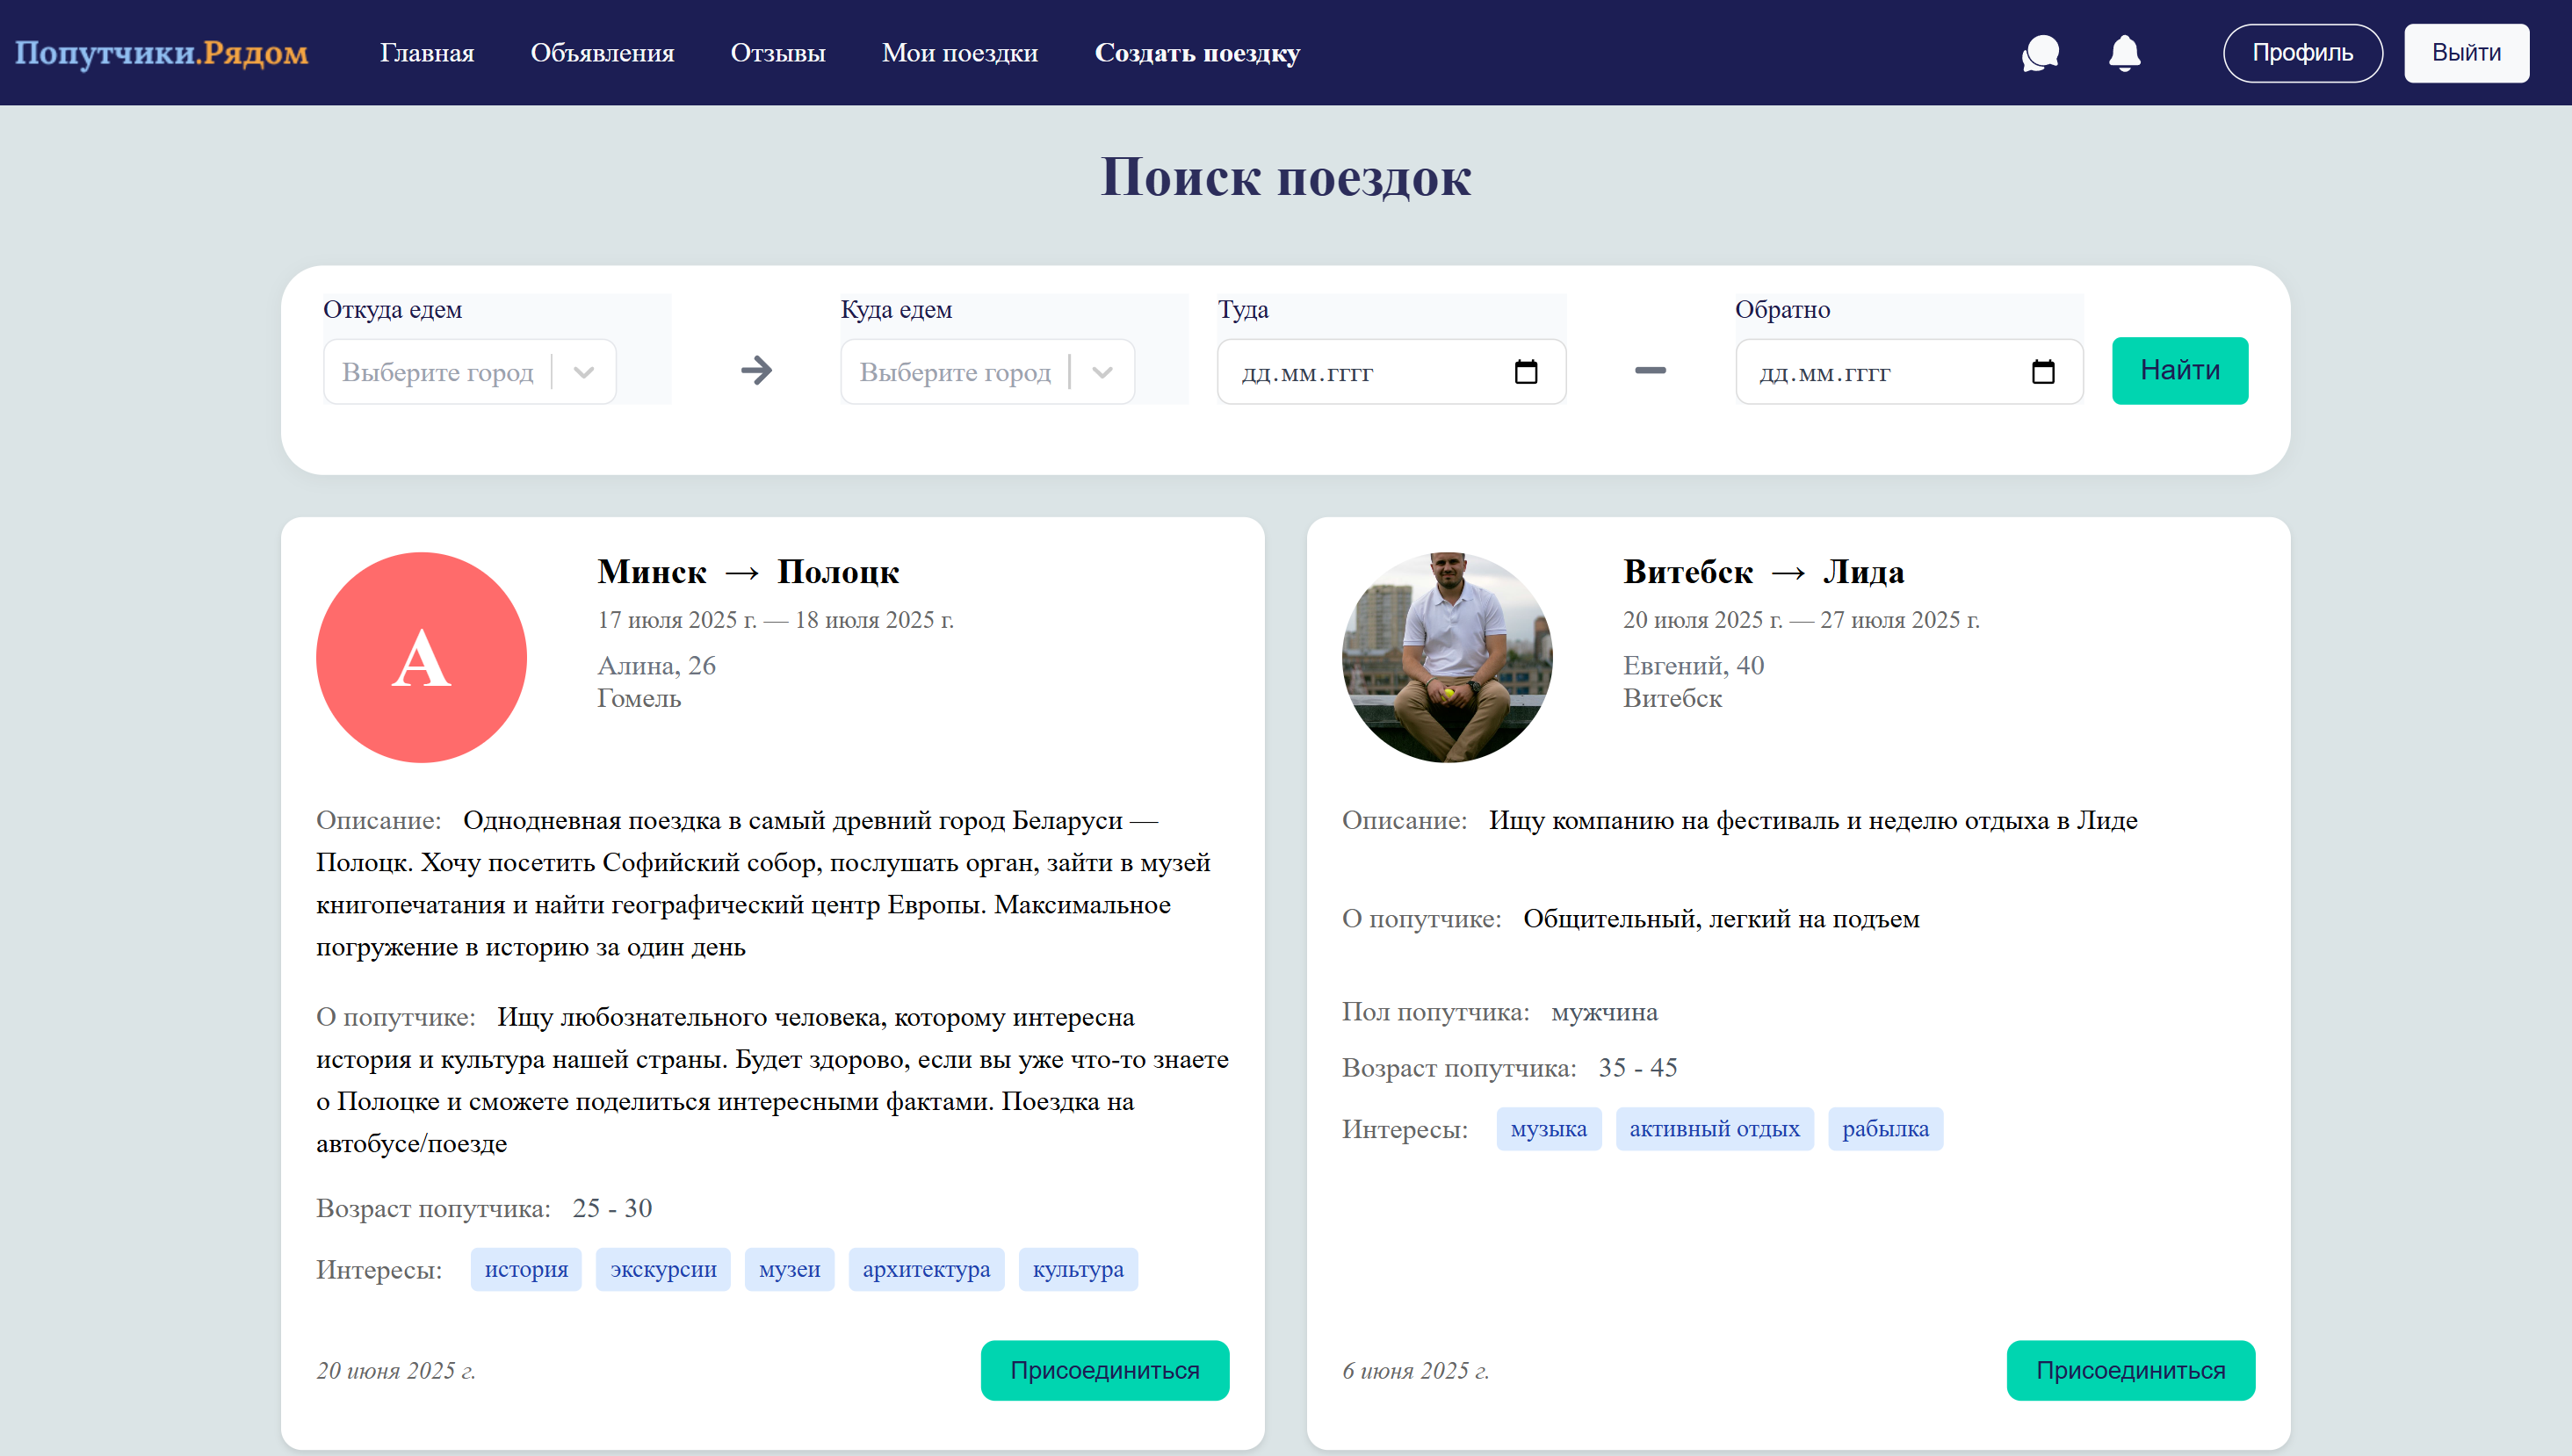 Попутчики.Рядом
Главная
Объявления
Отзывы
Мои поездки
Создать поездку
Профиль
Выйти
Поиск поездок
Откуда едем
Куда едем
Туда
Обратно
Выберите город
Выберите город
дд.мм.гггг
дд.мм.гггг
Найти
А
Минск → Полоцк
17 июля 2025 г. — 18 июля 2025 г.
Алина, 26
Гомель
Описание: Однодневная поездка в самый древний город Беларуси —
Полоцк. Хочу посетить Софийский собор, послушать орган, зайти в музей
книгопечатания и найти географический центр Европы. Максимальное
погружение в историю за один день
О попутчике: Ищу любознательного человека, которому интересна
история и культура нашей страны. Будет здорово, если вы уже что-то знаете
о Полоцке и сможете поделиться интересными фактами. Поездка на
автобусе/поезде
Возраст попутчика: 25 - 30
Интересы: история экскурсии музеи архитектура культура
20 июня 2025 г.
Присоединиться
Витебск → Лида
20 июля 2025 г. — 27 июля 2025 г.
Евгений, 40
Витебск
Описание: Ищу компанию на фестиваль и неделю отдыха в Лиде
О попутчике: Общительный, легкий на подъем
Пол попутчика: мужчина
Возраст попутчика: 35 - 45
Интересы: музыка активный отдых рабылка
6 июня 2025 г.
Присоединиться